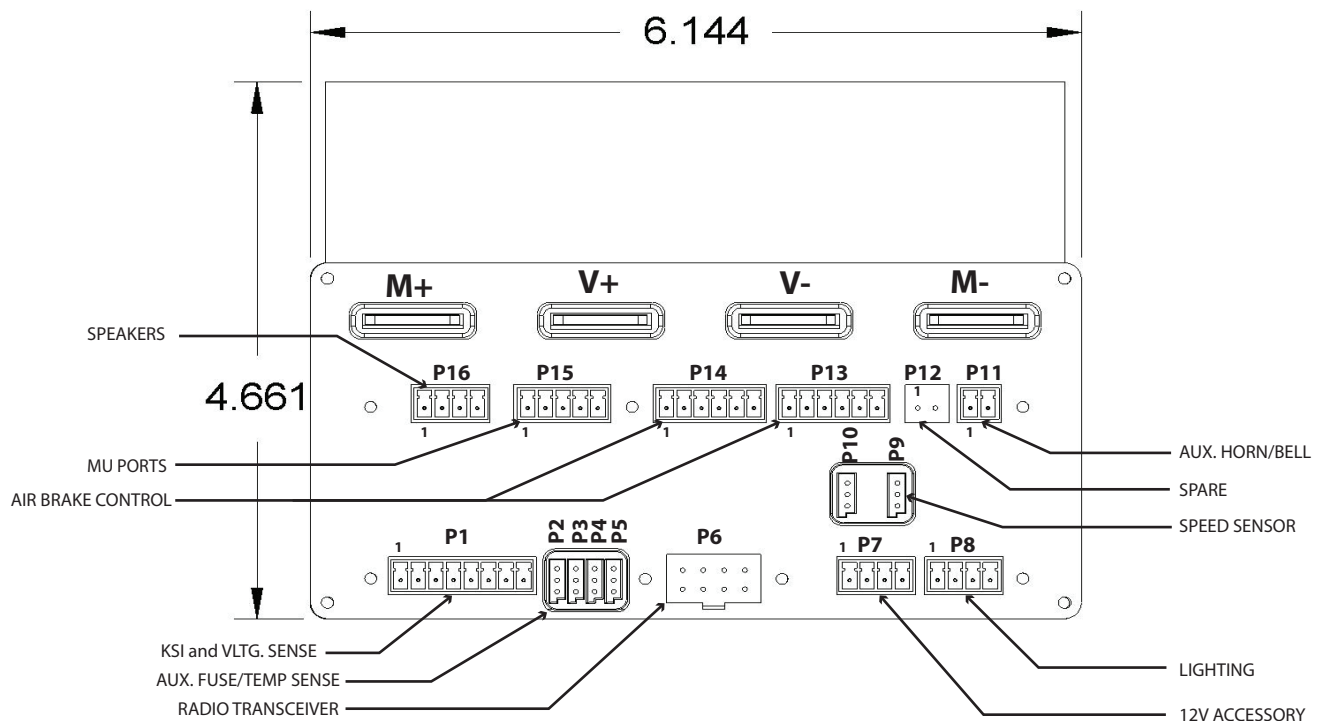 6.144
M+ V+ V- M-
SPEAKERS
P16 P15 P14 P13 P12 P11
4.661
1
1 1 1 1 1
MU PORTS
P10 P9
AUX. HORN/BELL
AIR BRAKE CONTROL
SPARE
SPEED SENSOR
P1 P2 P3 P4 P5 P6 P7 P8
1 1 1
KSI and VLTG. SENSE
AUX. FUSE/TEMP SENSE
RADIO TRANSCEIVER
LIGHTING
12V ACCESSORY